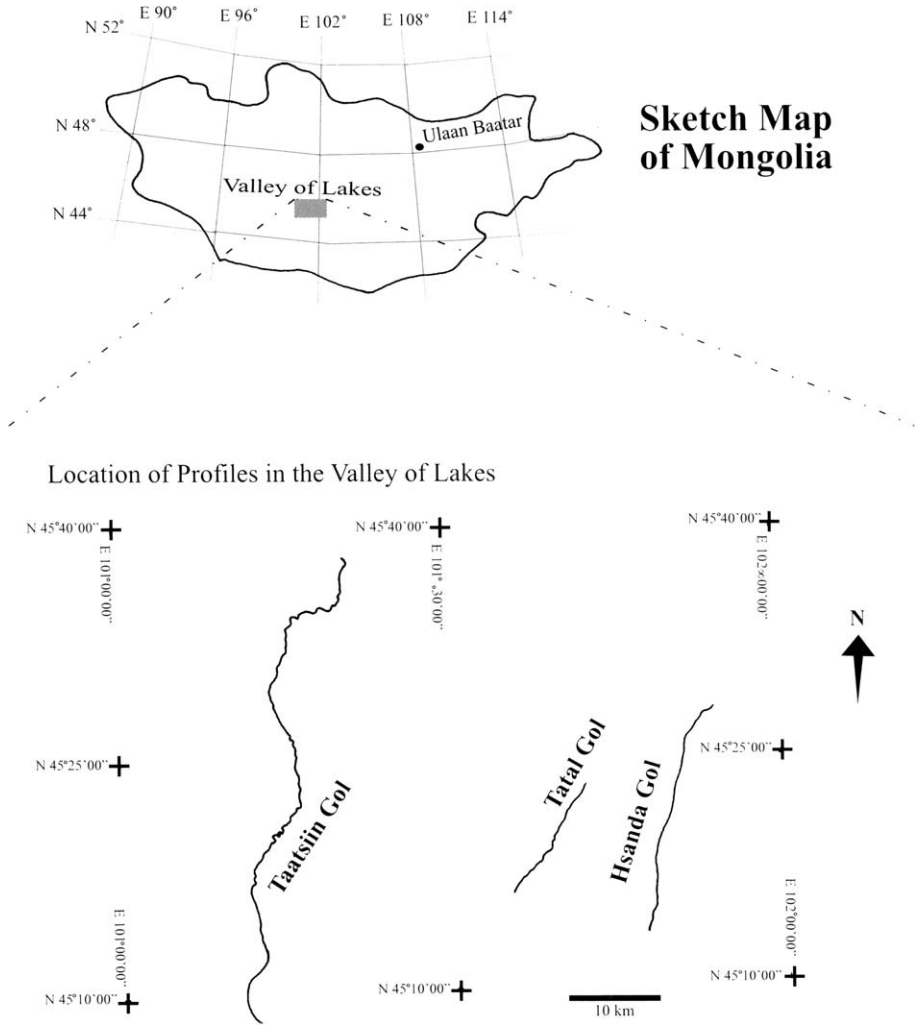 E 90° E 96° E 102° E 108° E 114°
N 52°
Sketch Map
of Mongolia
Ulaan Baatar
N 48°
Valley of Lakes
N 44°
Location of Profiles in the Valley of Lakes
N 45°40'00'' N 45°40'00'' N 45°40'00''
E 101°00'00'' E 101°,30'00'' E 102∞00'00''
N
N 45°25'00'' N 45°25'00''
Taatsiin Gol
Tatal Gol
Hsanda Gol
E 101°00'00'' E 102°00'00''
N 45°10'00'' N 45°10'00'' N 45°10'00''
10 km